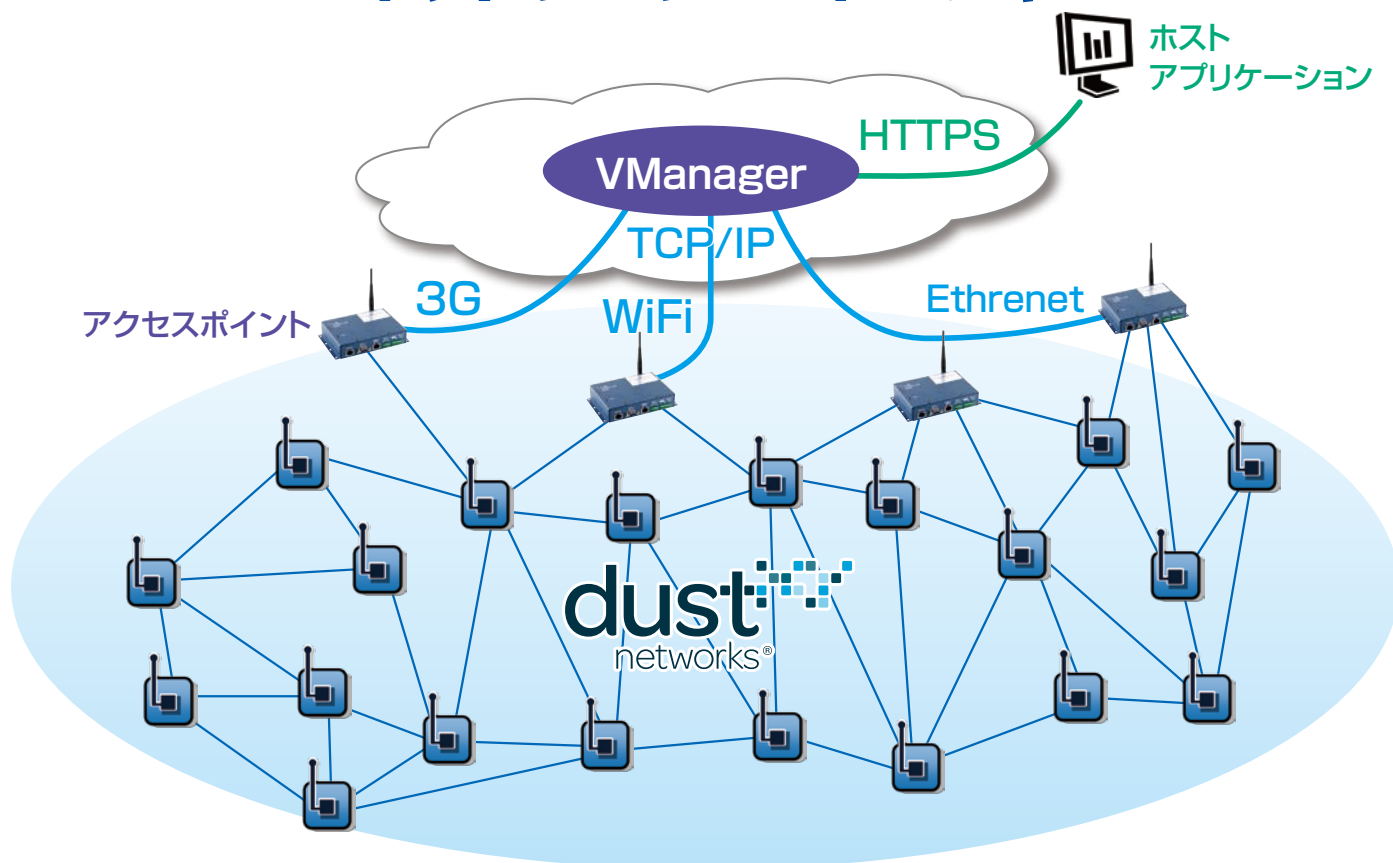 ホスト
アプリケーション
HTTPS
VManager
TCP/IP
3G
WiFi
Ethrenet
アクセスポイント
dust
networks®